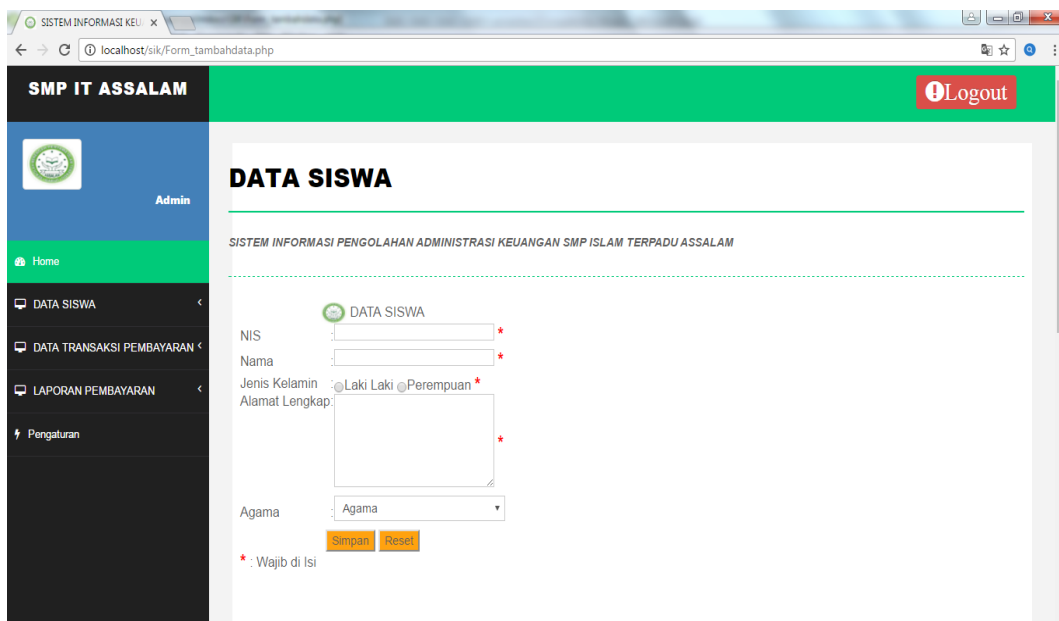 SISTEM INFORMASI KEU
localhost/sik/Form_tambahdata.php
SMP IT ASSALAM
Logout
Admin
Home
DATA SISWA
DATA TRANSAKSI PEMBAYARAN
LAPORAN PEMBAYARAN
Pengaturan
DATA SISWA
SISTEM INFORMASI PENGOLAHAN ADMINISTRASI KEUANGAN SMP ISLAM TERPADU ASSALAM
DATA SISWA
NIS : *
Nama : *
Jenis Kelamin : Laki Laki Perempuan *
Alamat Lengkap: *
Agama : Agama
Simpan Reset
* : Wajib di Isi